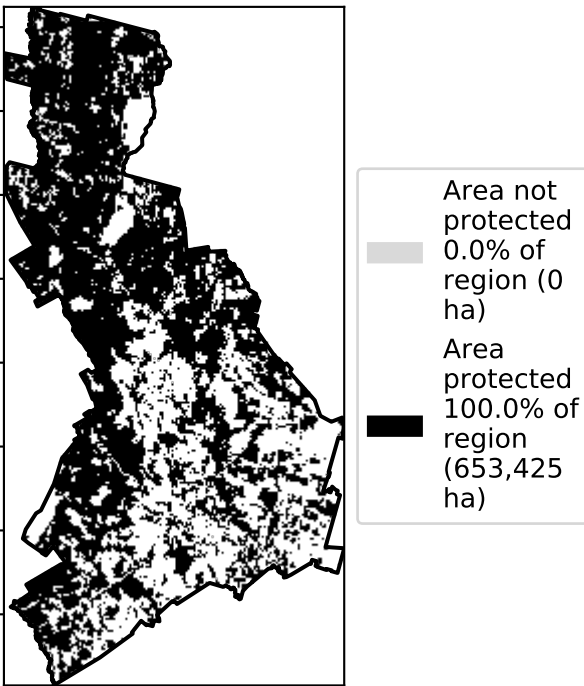 Area not
protected
0.0% of
region (0
ha)
Area
protected
100.0% of
region
(653,425
ha)